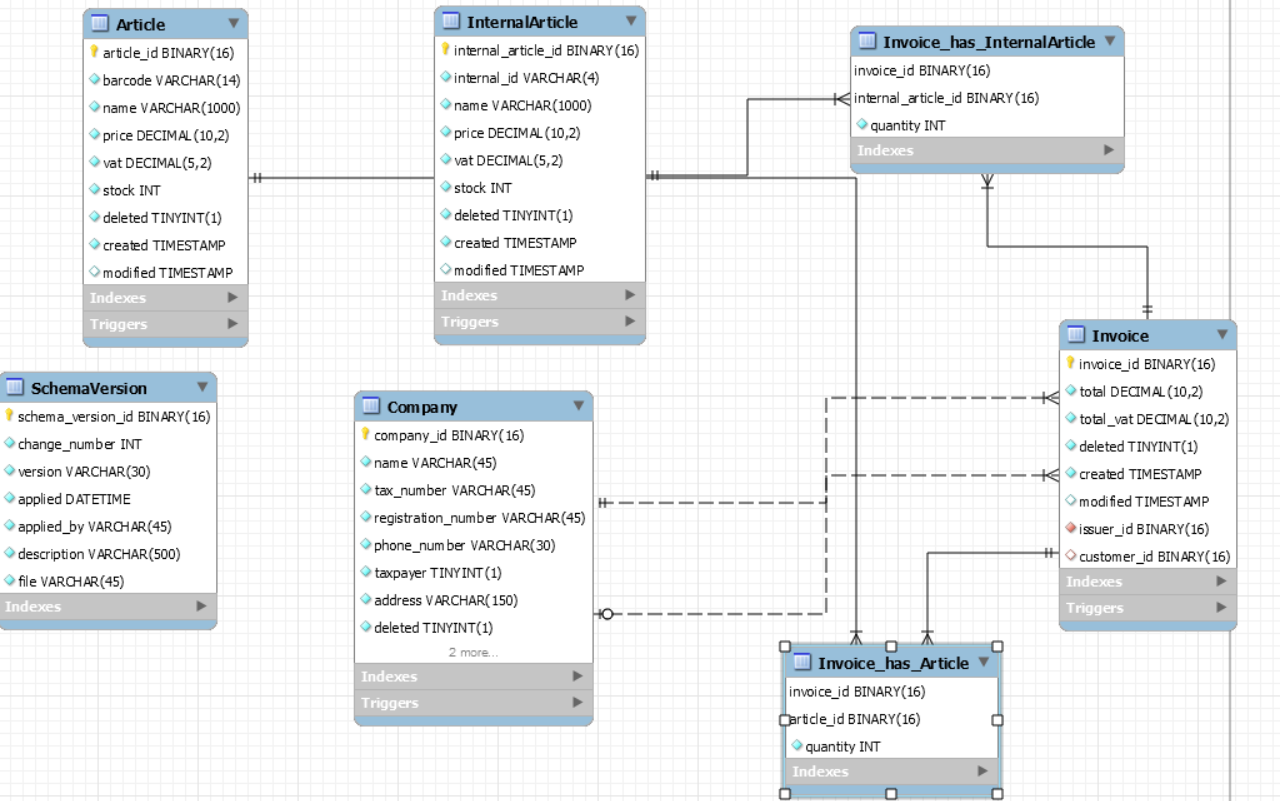 Article
article_id BINARY(16)
barcode VARCHAR(14)
name VARCHAR(1000)
price DECIMAL(10,2)
vat DECIMAL(5,2)
stock INT
deleted TINYINT(1)
created TIMESTAMP
modified TIMESTAMP
Indexes
Triggers
InternalArticle
internal_article_id BINARY(16)
internal_id VARCHAR(4)
name VARCHAR(1000)
price DECIMAL(10,2)
vat DECIMAL(5,2)
stock INT
deleted TINYINT(1)
created TIMESTAMP
modified TIMESTAMP
Indexes
Triggers
Invoice_has_InternalArticle
invoice_id BINARY(16)
internal_article_id BINARY(16)
quantity INT
Indexes
SchemaVersion
schema_version_id BINARY(16)
change_number INT
version VARCHAR(30)
applied DATETIME
applied_by VARCHAR(45)
description VARCHAR(500)
file VARCHAR(45)
Indexes
Company
company_id BINARY(16)
name VARCHAR(45)
tax_number VARCHAR(45)
registration_number VARCHAR(45)
phone_number VARCHAR(30)
taxpayer TINYINT(1)
address VARCHAR(150)
deleted TINYINT(1)
2 more...
Indexes
Triggers
Invoice
invoice_id BINARY(16)
total DECIMAL(10,2)
total_vat DECIMAL(10,2)
deleted TINYINT(1)
created TIMESTAMP
modified TIMESTAMP
issuer_id BINARY(16)
customer_id BINARY(16)
Indexes
Triggers
Invoice_has_Article
invoice_id BINARY(16)
article_id BINARY(16)
quantity INT
Indexes